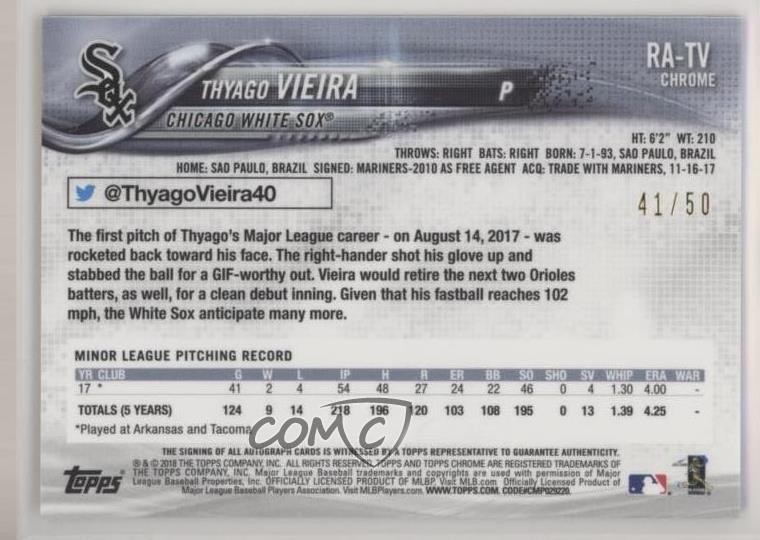 Sox
RA-TV
CHROME
THYAGO VIEIRA P
CHICAGO WHITE SOX®
HT: 6'2" WT: 210
THROWS: RIGHT BATS: RIGHT BORN: 7-1-93, SAO PAULO, BRAZIL
HOME: SAO PAULO, BRAZIL SIGNED: MARINERS-2010 AS FREE AGENT ACQ: TRADE WITH MARINERS, 11-16-17
@ThyagoVieira40
41/50
The first pitch of Thyago's Major League career - on August 14, 2017 - was
rocketed back toward his face. The right-hander shot his glove up and
stabbed the ball for a GIF-worthy out. Vieira would retire the next two Orioles
batters, as well, for a clean debut inning. Given that his fastball reaches 102
mph, the White Sox anticipate many more.
MINOR LEAGUE PITCHING RECORD
YR CLUB G W L IP H R ER BB SO SHO SV WHIP ERA WAR
17 * 41 2 4 54 48 27 24 22 46 0 4 1.30 4.00 -
TOTALS (5 YEARS) 124 9 14 218 196 120 103 108 195 0 13 1.39 4.25 -
*Played at Arkansas and Tacoma
COMC
THE SIGNING OF ALL AUTOGRAPH CARDS IS WITNESSED BY A TOPPS REPRESENTATIVE TO GUARANTEE AUTHENTICITY.
® & © 2018 THE TOPPS COMPANY, INC. ALL RIGHTS RESERVED. TOPPS AND TOPPS CHROME ARE REGISTERED TRADEMARKS OF
THE TOPPS COMPANY, INC. Major League Baseball trademarks and copyrights are used with permission of Major
League Baseball Properties, Inc. OFFICIALLY LICENSED PRODUCT OF MLBP. Visit MLB.com Officially Licensed Product of
Major League Baseball Players Association. Visit MLBPlayers.com. WWW.TOPPS.COM. CODE#CMP029220.
Topps